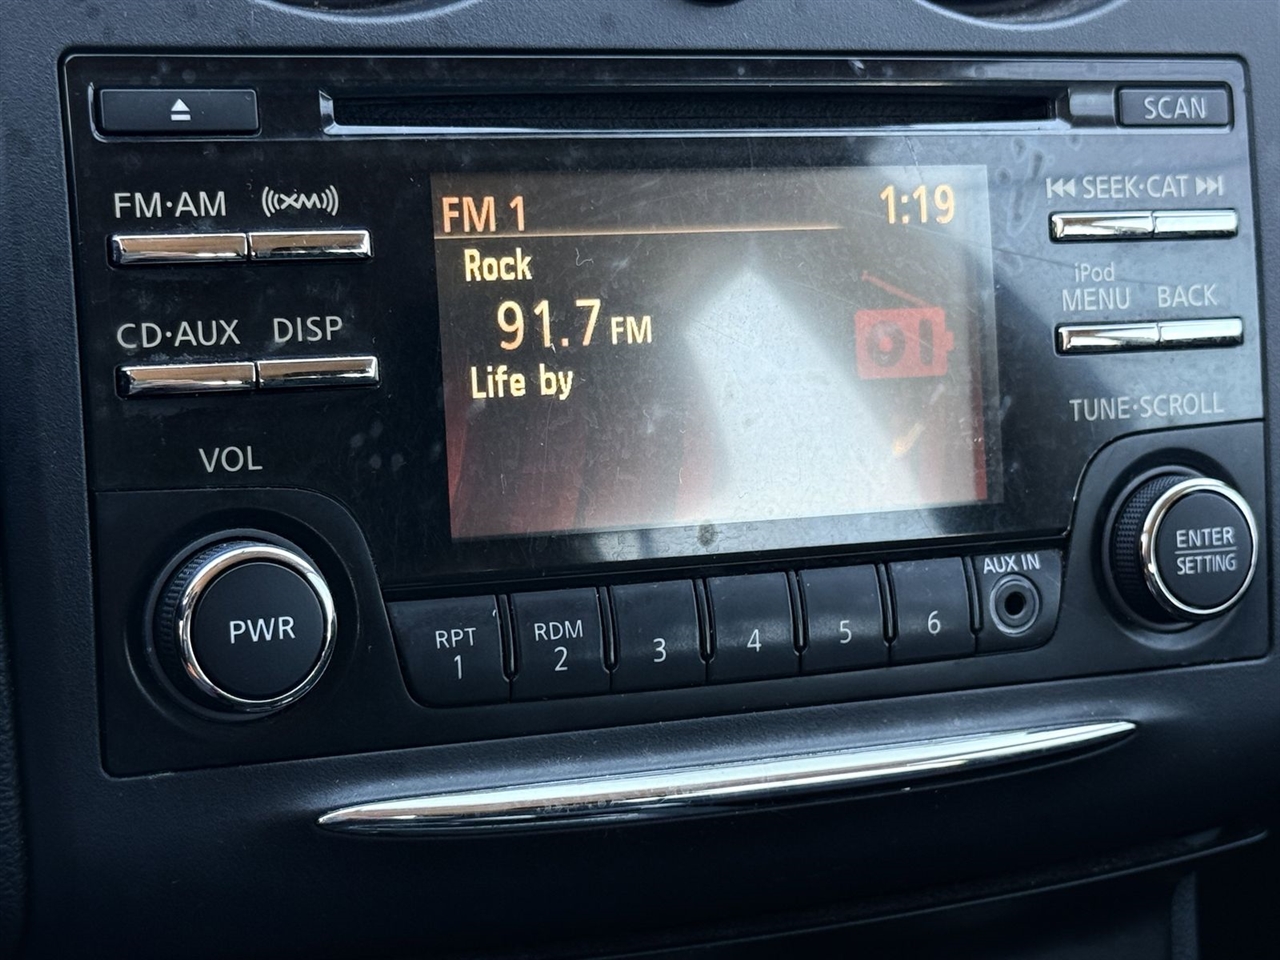 SCAN
FM·AM
XM
SEEK·CAT
CD·AUX
DISP
iPod
MENU
BACK
VOL
TUNE·SCROLL
FM 1
1:19
Rock
91.7 FM
Life by
PWR
RPT
1
RDM
2
3
4
5
6
AUX IN
ENTER
SETTING